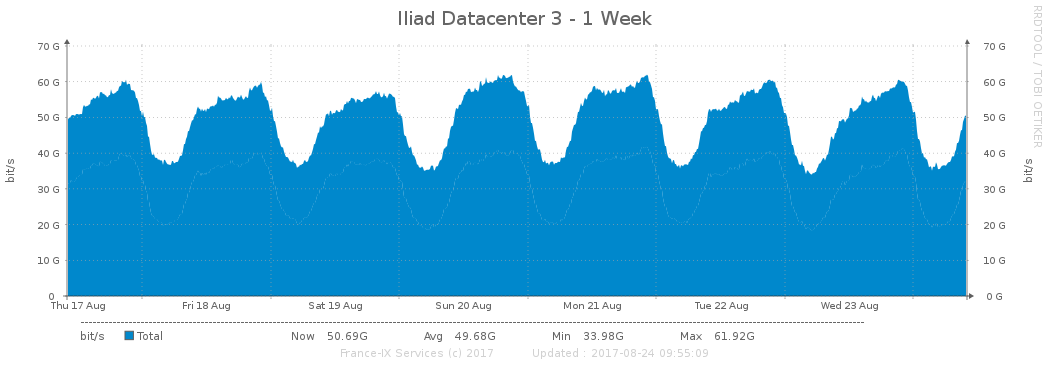 Iliad Datacenter 3 - 1 Week
RRDTOOL / TOBI OETIKER
70 G 70 G
60 G 60 G
50 G 50 G
40 G 40 G
30 G 30 G
20 G 20 G
10 G 10 G
0 0 G
bit/s bit/s
Thu 17 Aug Fri 18 Aug Sat 19 Aug Sun 20 Aug Mon 21 Aug Tue 22 Aug Wed 23 Aug
bit/s Total Now 50.69G Avg 49.68G Min 33.98G Max 61.92G
France-IX Services (c) 2017 Updated : 2017-08-24 09:55:09